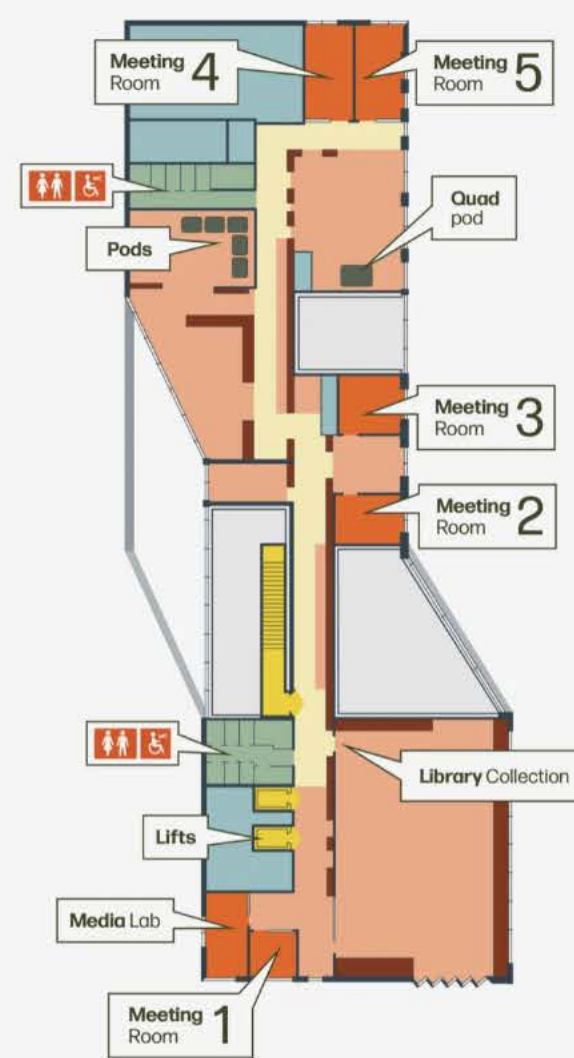 Meeting
Room 4
Meeting
Room 5
Quad
pod
Pods
Meeting
Room 3
Meeting
Room 2
Library Collection
Lifts
Media Lab
Meeting
Room 1